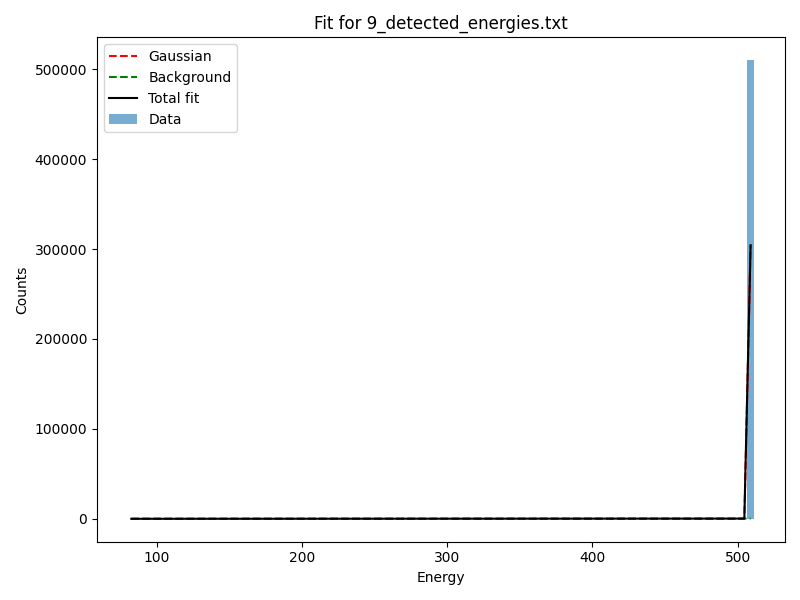 Fit for 9_detected_energies.txt
Gaussian
Background
Total fit
Data
500000
400000
300000
200000
100000
0
Counts
100
200
300
400
500
Energy